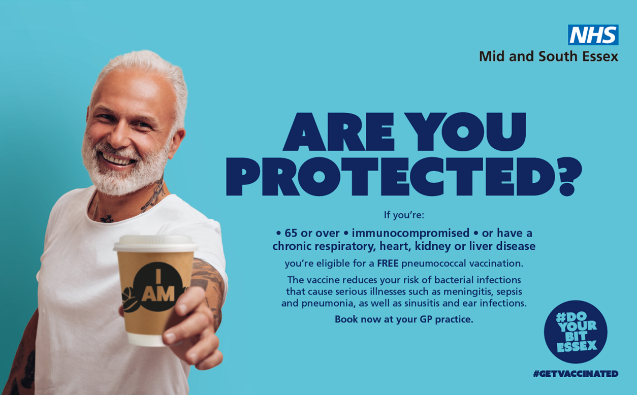 NHS
Mid and South Essex
ARE YOU
PROTECTED?
If you're:
• 65 or over • immunocompromised • or have a
chronic respiratory, heart, kidney or liver disease
you're eligible for a FREE pneumococcal vaccination.
The vaccine reduces your risk of bacterial infections
that cause serious illnesses such as meningitis, sepsis
and pneumonia, as well as sinusitis and ear infections.
Book now at your GP practice.
I
AM
#DO
YOUR
BIT
ESSEX
#GETVACCINATED